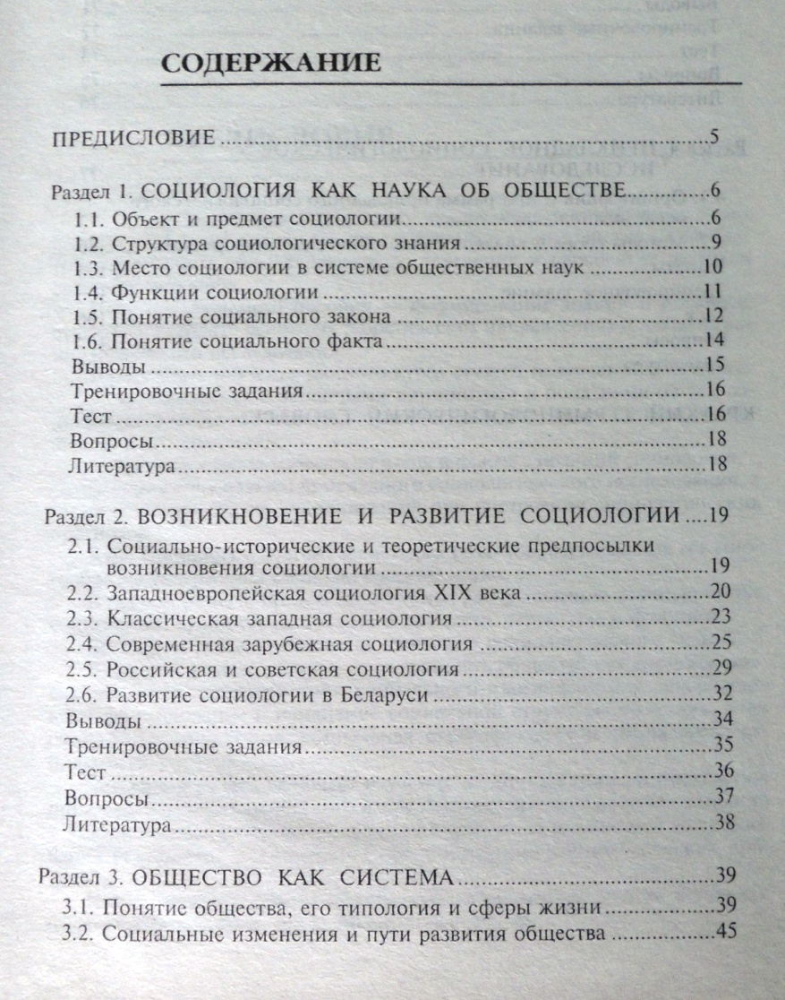 СОДЕРЖАНИЕ
ПРЕДИСЛОВИЕ.....5
Раздел 1. СОЦИОЛОГИЯ КАК НАУКА ОБ ОБЩЕСТВЕ.....6
1.1. Объект и предмет социологии.....6
1.2. Структура социологического знания.....9
1.3. Место социологии в системе общественных наук.....10
1.4. Функции социологии.....11
1.5. Понятие социального закона.....12
1.6. Понятие социального факта.....14
Выводы.....15
Тренировочные задания.....16
Тест.....16
Вопросы.....18
Литература.....18
Раздел 2. ВОЗНИКНОВЕНИЕ И РАЗВИТИЕ СОЦИОЛОГИИ....19
2.1. Социально-исторические и теоретические предпосылки
возникновения социологии.....19
2.2. Западноевропейская социология XIX века.....20
2.3. Классическая западная социология.....23
2.4. Современная зарубежная социология.....25
2.5. Российская и советская социология.....29
2.6. Развитие социологии в Беларуси.....32
Выводы.....34
Тренировочные задания.....35
Тест.....36
Вопросы.....37
Литература.....38
Раздел 3. ОБЩЕСТВО КАК СИСТЕМА.....39
3.1. Понятие общества, его типология и сферы жизни.....39
3.2. Социальные изменения и пути развития общества.....45